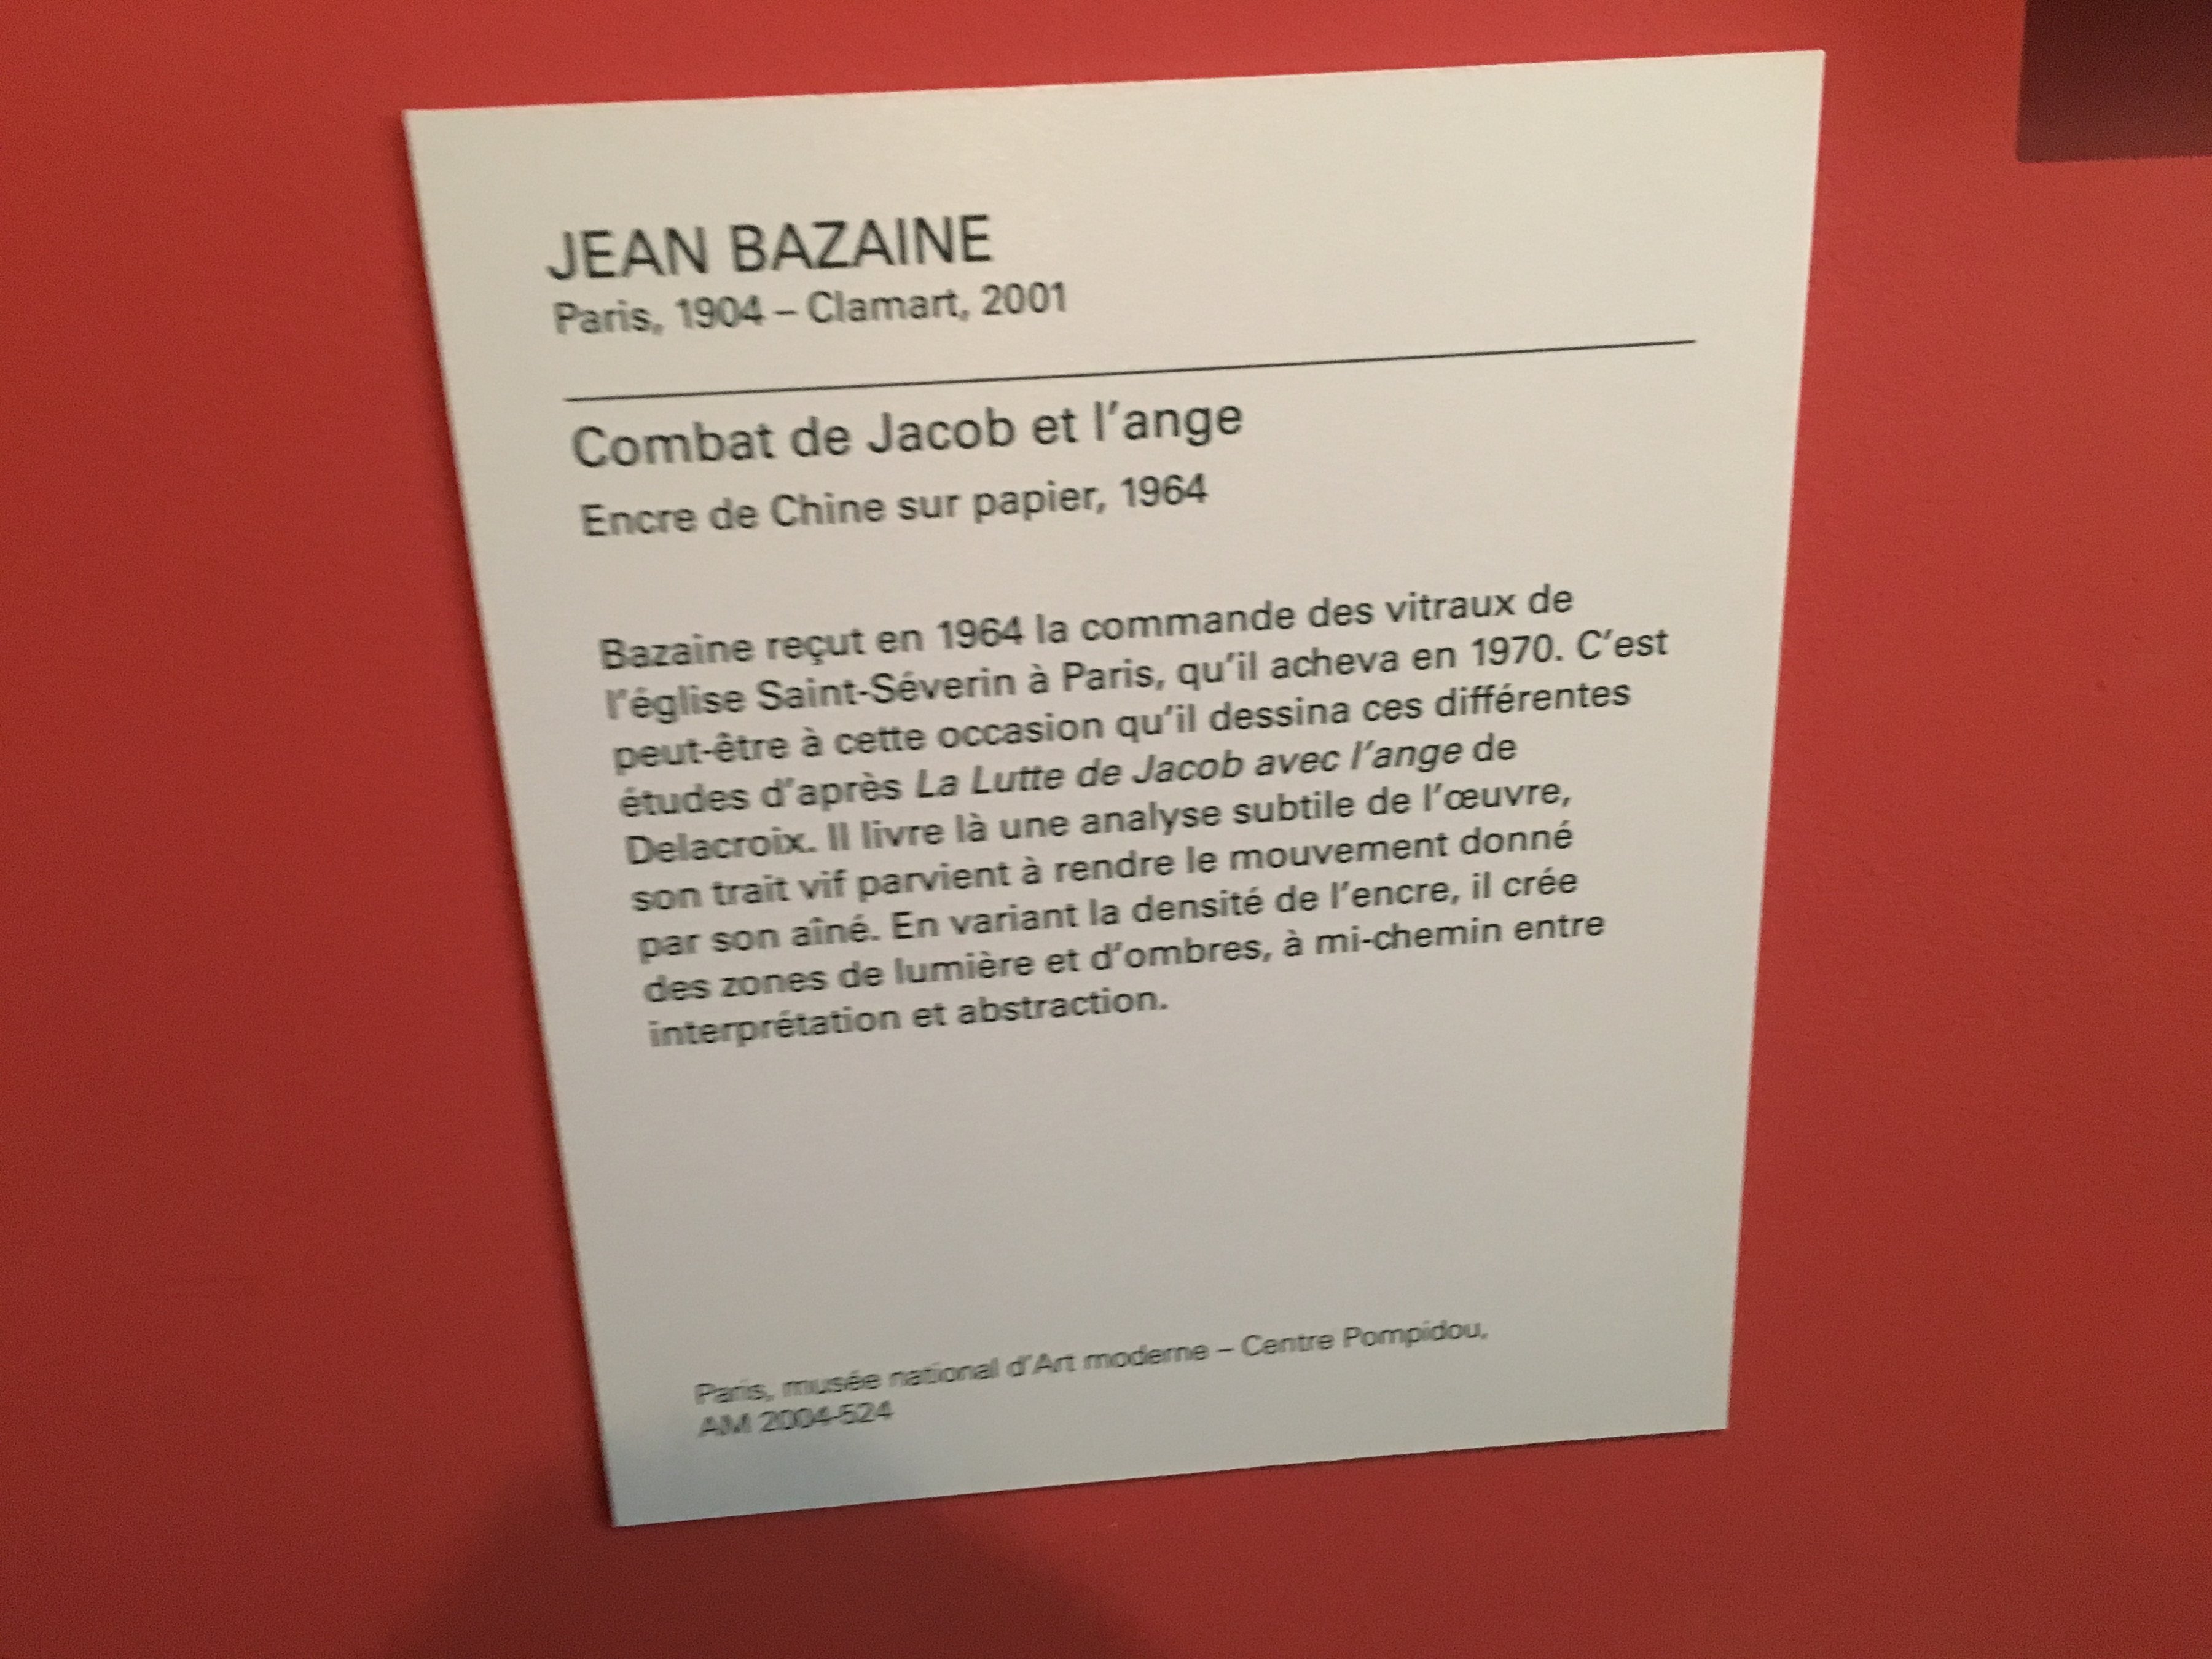 JEAN BAZAINE
Paris, 1904 – Clamart, 2001
Combat de Jacob et l’ange
Encre de Chine sur papier, 1964
Bazaine reçut en 1964 la commande des vitraux de
l’église Saint-Séverin à Paris, qu’il acheva en 1970. C’est
peut-être à cette occasion qu’il dessina ces différentes
études d’après La Lutte de Jacob avec l’ange de
Delacroix. Il livre là une analyse subtile de l’œuvre,
son trait vif parvient à rendre le mouvement donné
par son aîné. En variant la densité de l’encre, il crée
des zones de lumière et d’ombres, à mi-chemin entre
interprétation et abstraction.
Paris, musée national d’Art moderne – Centre Pompidou,
AM 2004-524